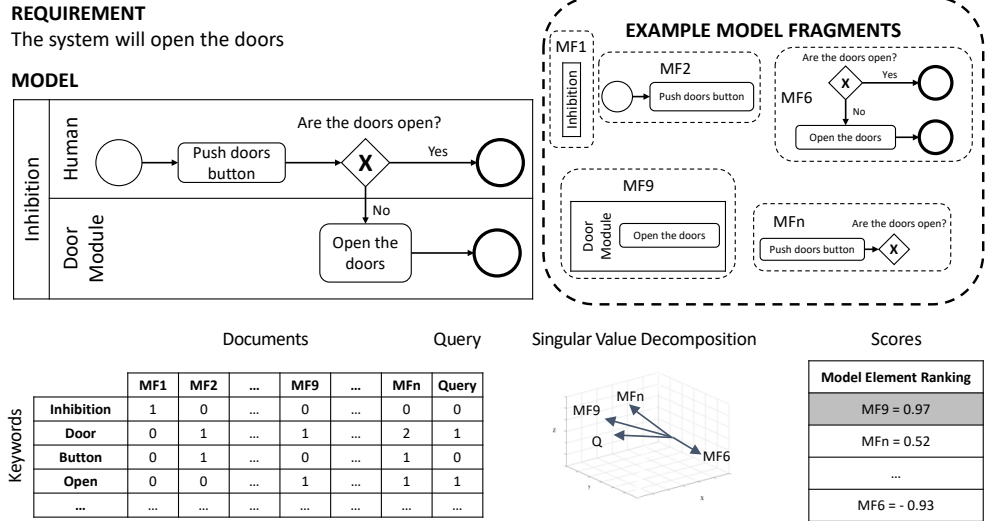 REQUIREMENT
The system will open the doors
MODEL
Inhibition
Human
Push doors
button
Are the doors open?
X
Yes
No
Door
Module
Open the
doors
EXAMPLE MODEL FRAGMENTS
MF1
Inhibition
MF2
Push doors button
Are the doors open?
MF6
X
Yes
No
Open the doors
MF9
Door
Module
Open the doors
MFn
Are the doors open?
Push doors button
X
Documents
Query
Keywords
MF1 MF2 ... MF9 ... MFn Query
Inhibition 1 0 ... 0 ... 0 0
Door 0 1 ... 1 ... 2 1
Button 0 1 ... 0 ... 1 0
Open 0 0 ... 1 ... 1 1
... ... ... ... ... ... ... ...
Singular Value Decomposition
MFn
MF9
Q
MF6
z
y
x
Scores
Model Element Ranking
MF9 = 0.97
MFn = 0.52
...
MF6 = - 0.93